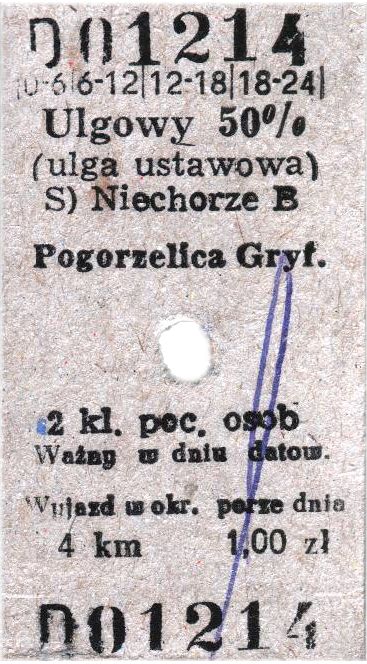 D01214
0-6|6-12|12-18|18-24|
Ulgowy 50%
(ulga ustawowa)
S) Niechorze B
Pogorzelica Gryf.
2 kl. poc. osob
Ważny w dniu datow.
Wyjazd w okr. porze dnia
4 km 1,00 zł
D01214